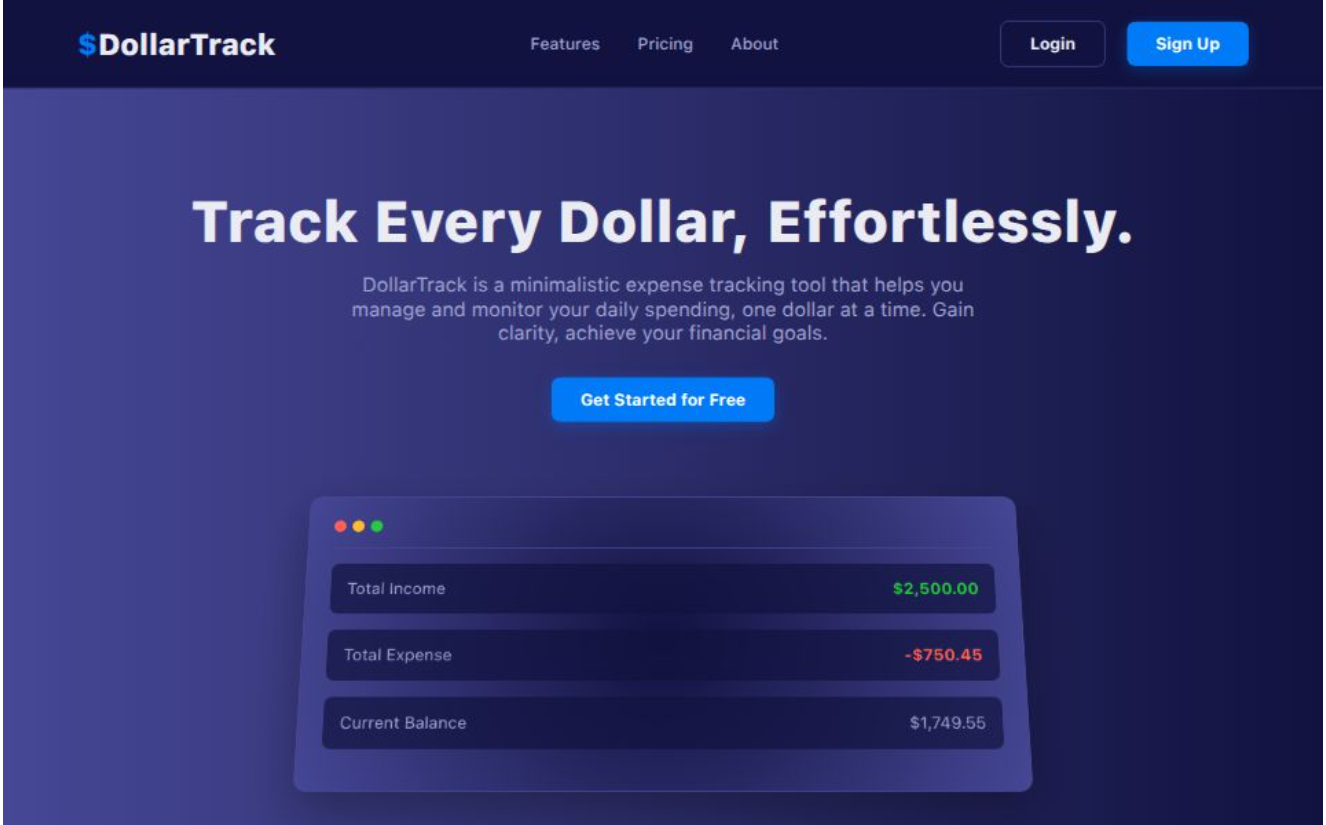 $DollarTrack
Features Pricing About
Login
Sign Up
Track Every Dollar, Effortlessly.
DollarTrack is a minimalistic expense tracking tool that helps you
manage and monitor your daily spending, one dollar at a time. Gain
clarity, achieve your financial goals.
Get Started for Free
Total Income $2,500.00
Total Expense -$750.45
Current Balance $1,749.55